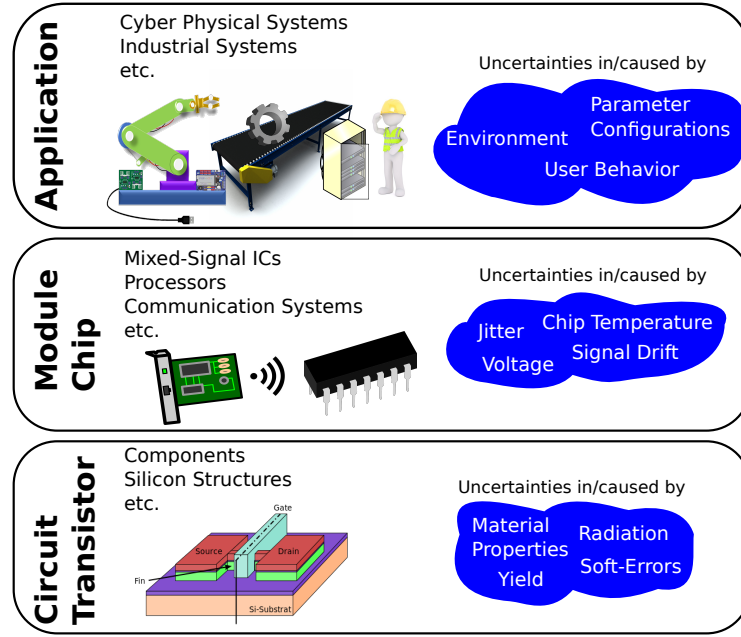 Application
Cyber Physical Systems
Industrial Systems
etc.
Uncertainties in/caused by
Parameter
Configurations
Environment
User Behavior
Module
Chip
Mixed-Signal ICs
Processors
Communication Systems
etc.
Uncertainties in/caused by
Jitter
Chip Temperature
Voltage
Signal Drift
Circuit
Transistor
Components
Silicon Structures
etc.
Gate
Source
Drain
Fin
Si-Substrat
Uncertainties in/caused by
Material
Properties
Radiation
Yield
Soft-Errors